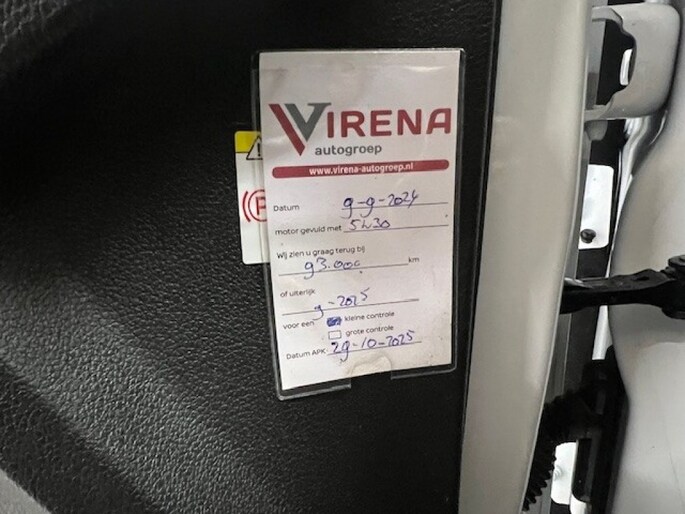 VIRENA
autogroep
www.virena-autogroep.nl
Datum 9-9-2024
motor gevuld met 5W30
Wij zien u graag terug bij
93.000 km
of uiterlijk
9-2025
voor een kleine controle
grote controle
Datum APK 29-10-2025